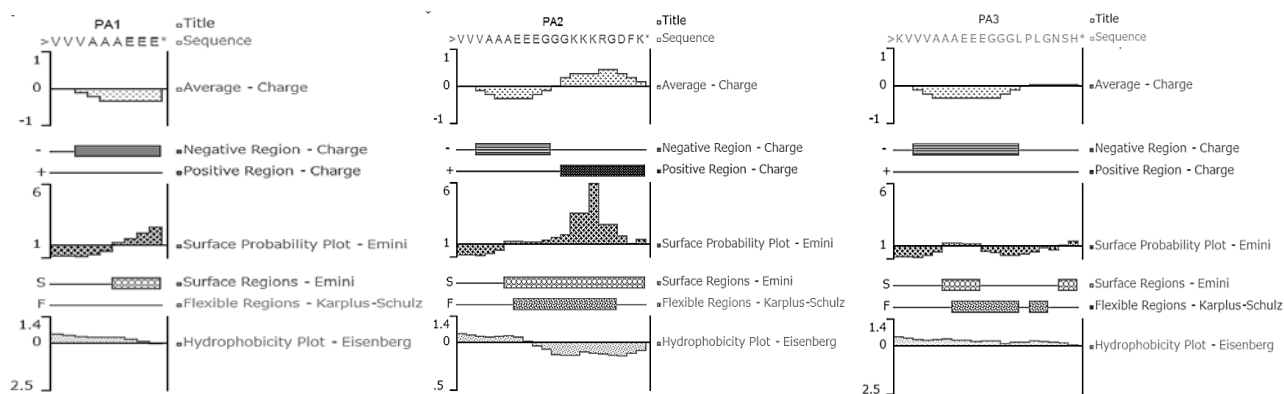 PA1
Title
>VVVAAAEEE*
Sequence
1
0
-1
Average - Charge
-
Negative Region - Charge
+
Positive Region - Charge
6
1
Surface Probability Plot - Emini
S
Surface Regions - Emini
F
Flexible Regions - Karplus-Schulz
1.4
0
2.5
Hydrophobicity Plot - Eisenberg
PA2
Title
>VVVAAAEEEGGGKKKRGDFK*
Sequence
1
0
-1
Average - Charge
-
Negative Region - Charge
+
Positive Region - Charge
6
1
Surface Probability Plot - Emini
S
Surface Regions - Emini
F
Flexible Regions - Karplus-Schulz
1.4
0
.5
Hydrophobicity Plot - Eisenberg
PA3
Title
>KVVVAAAEEEGGGLPLGNSH*
Sequence
1
0
-1
Average - Charge
-
Negative Region - Charge
+
Positive Region - Charge
6
1
Surface Probability Plot - Emini
S
Surface Regions - Emini
F
Flexible Regions - Karplus-Schulz
1.4
0
2.5
Hydrophobicity Plot - Eisenberg